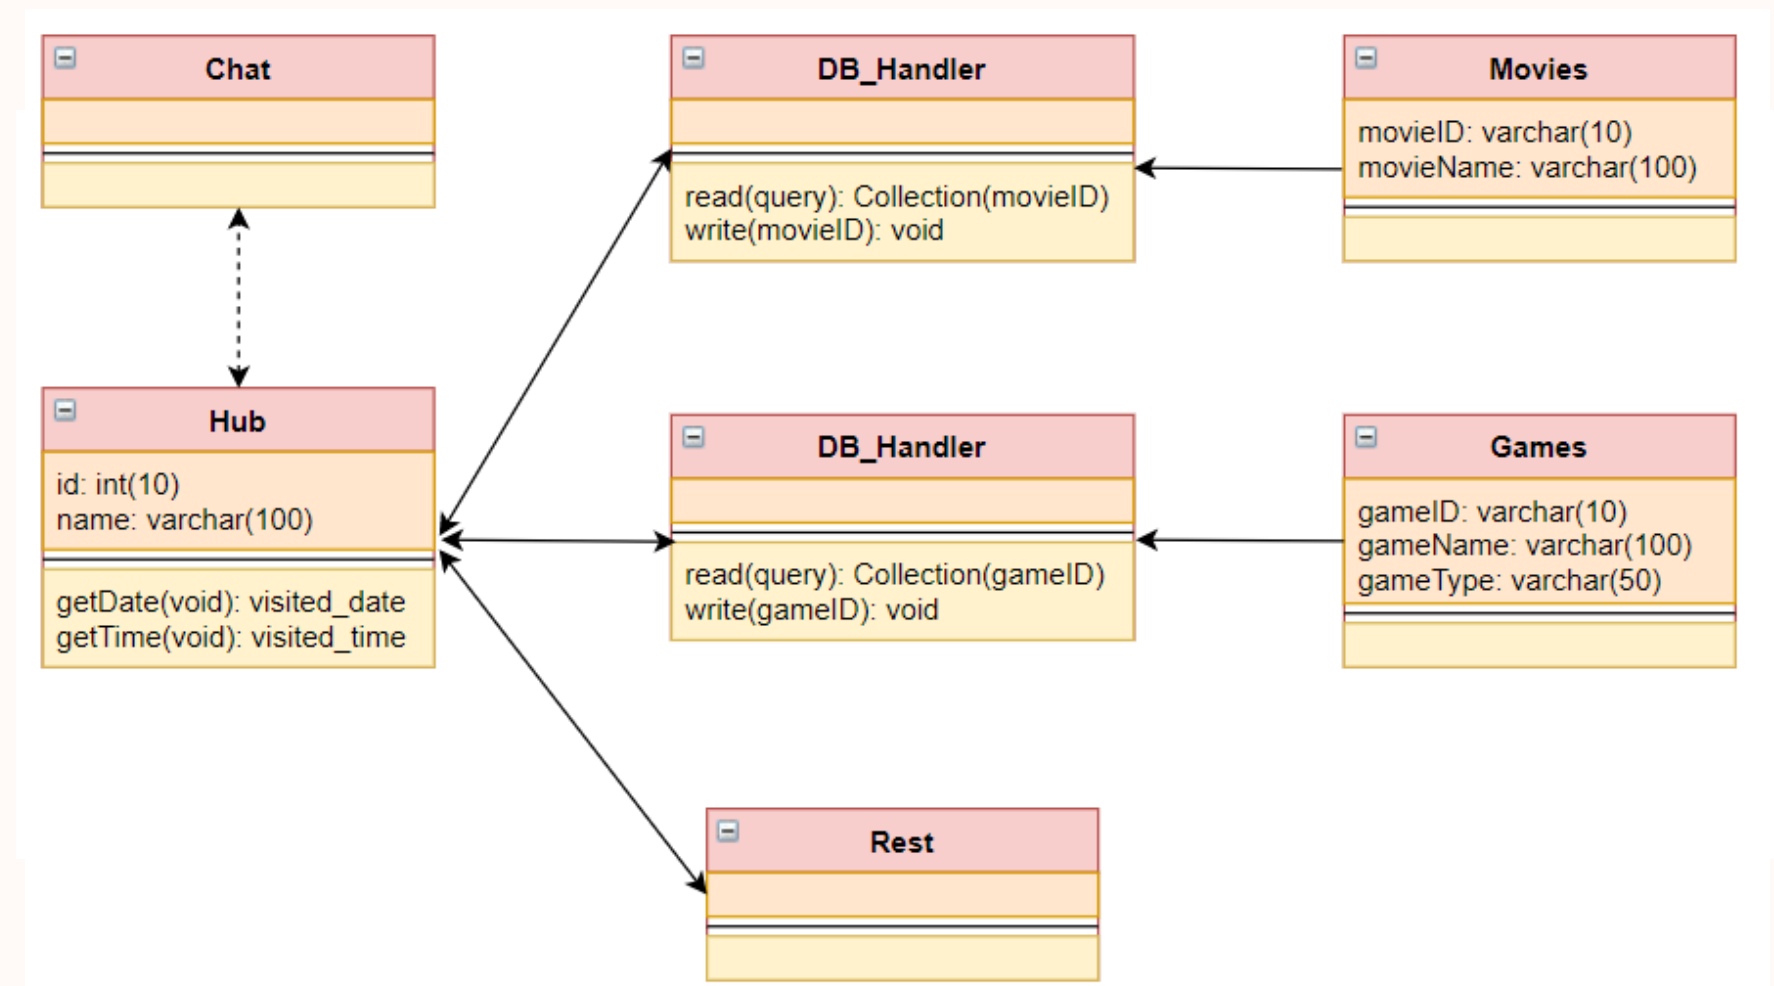 Chat
DB_Handler
read(query): Collection(movieID)
write(movieID): void
Movies
movieID: varchar(10)
movieName: varchar(100)
Hub
id: int(10)
name: varchar(100)
getDate(void): visited_date
getTime(void): visited_time
DB_Handler
read(query): Collection(gameID)
write(gameID): void
Games
gameID: varchar(10)
gameName: varchar(100)
gameType: varchar(50)
Rest